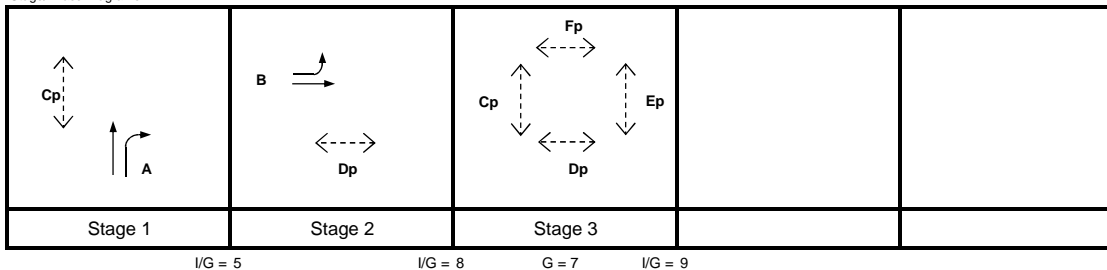 Fp
Cp
B
Cp
Ep
A
Dp
Dp
Stage 1
Stage 2
Stage 3
I/G = 5
I/G = 8
G = 7
I/G = 9